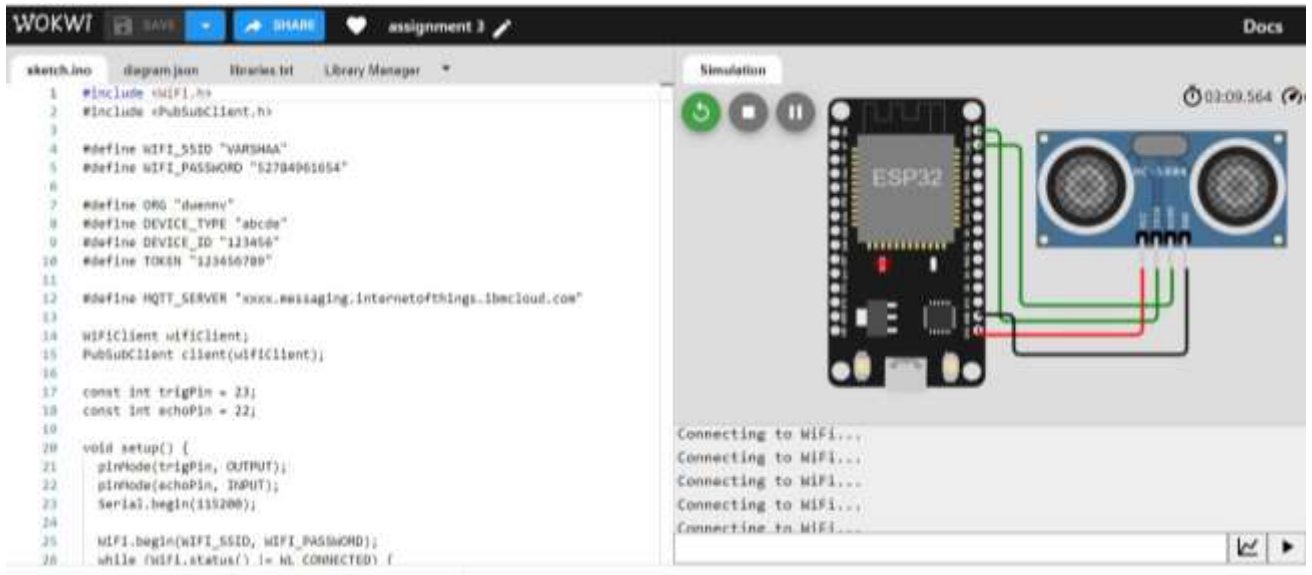 WOKWI SAVE SHARE assignment 3 Docs
sketch.ino diagram.json libraries.txt Library Manager
Simulation
1 #include <WiFi.h>
2 #include <PubSubClient.h>
3
4 #define WIFI_SSID "VARSHAA"
5 #define WIFI_PASSWORD "52784961654"
6
7 #define ORG "duennv"
8 #define DEVICE_TYPE "abcde"
9 #define DEVICE_ID "123456"
10 #define TOKEN "123456789"
11
12 #define MQTT_SERVER "xxxx.messaging.internetofthings.ibmcloud.com"
13
14 WiFiClient wifiClient;
15 PubSubClient client(wifiClient);
16
17 const int trigPin = 23;
18 const int echoPin = 22;
19
20 void setup() {
21 pinMode(trigPin, OUTPUT);
22 pinMode(echoPin, INPUT);
23 Serial.begin(115200);
24
25 WiFi.begin(WIFI_SSID, WIFI_PASSWORD);
26 while (WiFi.status() != WL_CONNECTED) {
03:09.564
ESP32
HC-SR04
Connecting to WiFi...
Connecting to WiFi...
Connecting to WiFi...
Connecting to WiFi...
Connecting to WiFi...